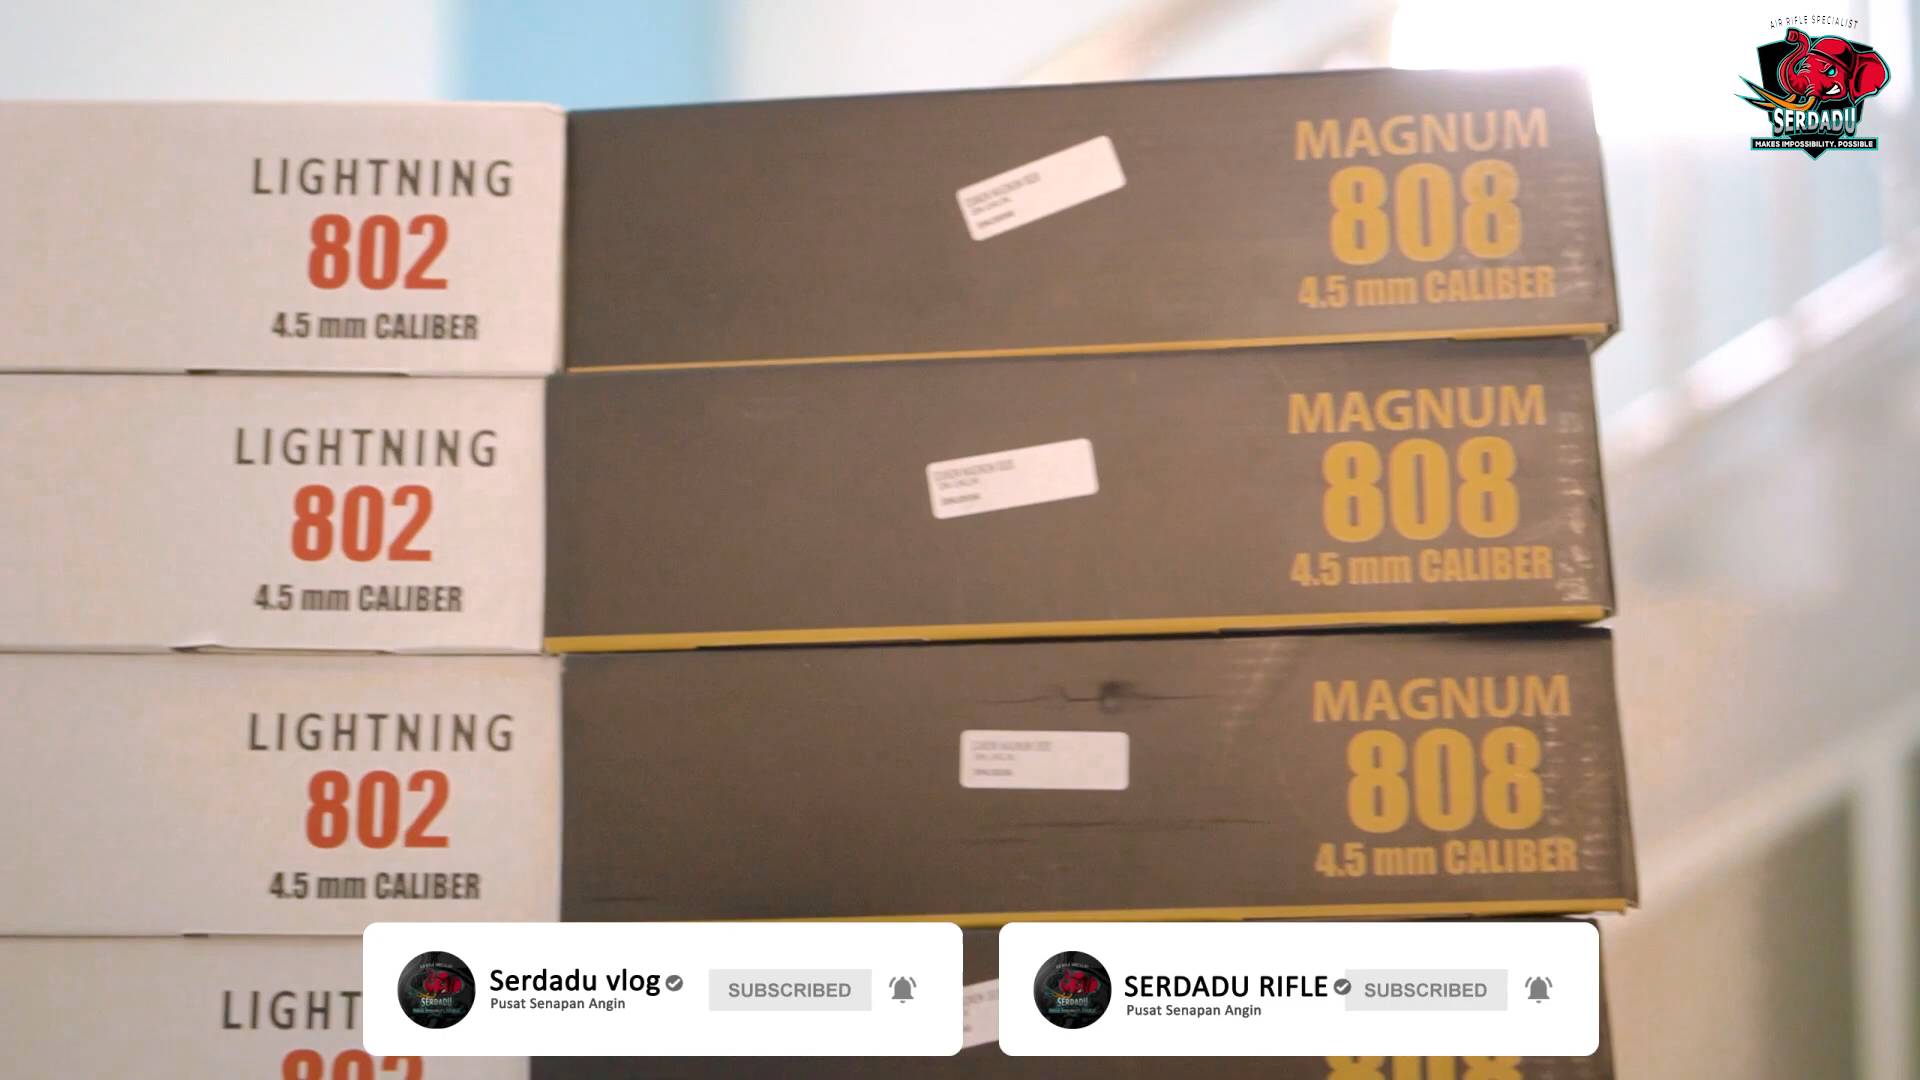 AIR RIFLE SPECIALIST
SERDADU
MAKES IMPOSSIBILITY, POSSIBLE
LIGHTNING
802
4.5 mm CALIBER
MAGNUM
808
4.5 mm CALIBER
LIGHTNING
802
4.5 mm CALIBER
MAGNUM
808
4.5 mm CALIBER
LIGHTNING
802
4.5 mm CALIBER
MAGNUM
808
4.5 mm CALIBER
LIGHT
802
808
Serdadu vlog
Pusat Senapan Angin
SUBSCRIBED
SERDADU RIFLE
Pusat Senapan Angin
SUBSCRIBED